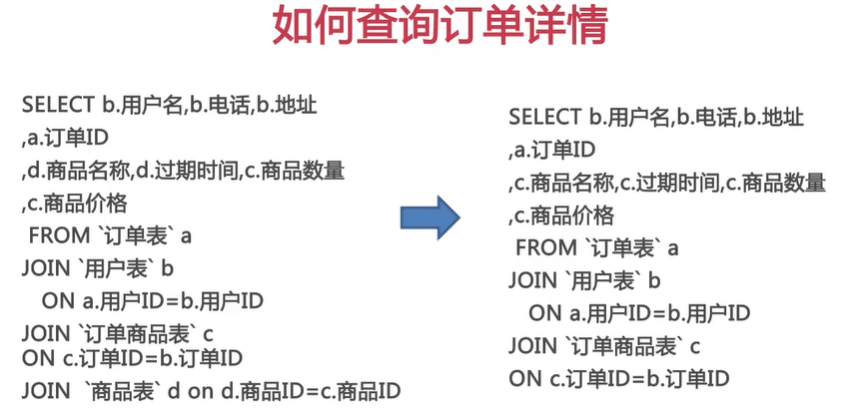 如何查询订单详情
SELECT b.用户名,b.电话,b.地址
,a.订单ID
,d.商品名称,d.过期时间,c.商品数量
,c.商品价格
FROM `订单表` a
JOIN `用户表` b
ON a.用户ID=b.用户ID
JOIN `订单商品表` c
ON c.订单ID=b.订单ID
JOIN `商品表` d on d.商品ID=c.商品ID
SELECT b.用户名,b.电话,b.地址
,a.订单ID
,c.商品名称,c.过期时间,c.商品数量
,c.商品价格
FROM `订单表` a
JOIN `用户表` b
ON a.用户ID=b.用户ID
JOIN `订单商品表` c
ON c.订单ID=b.订单ID